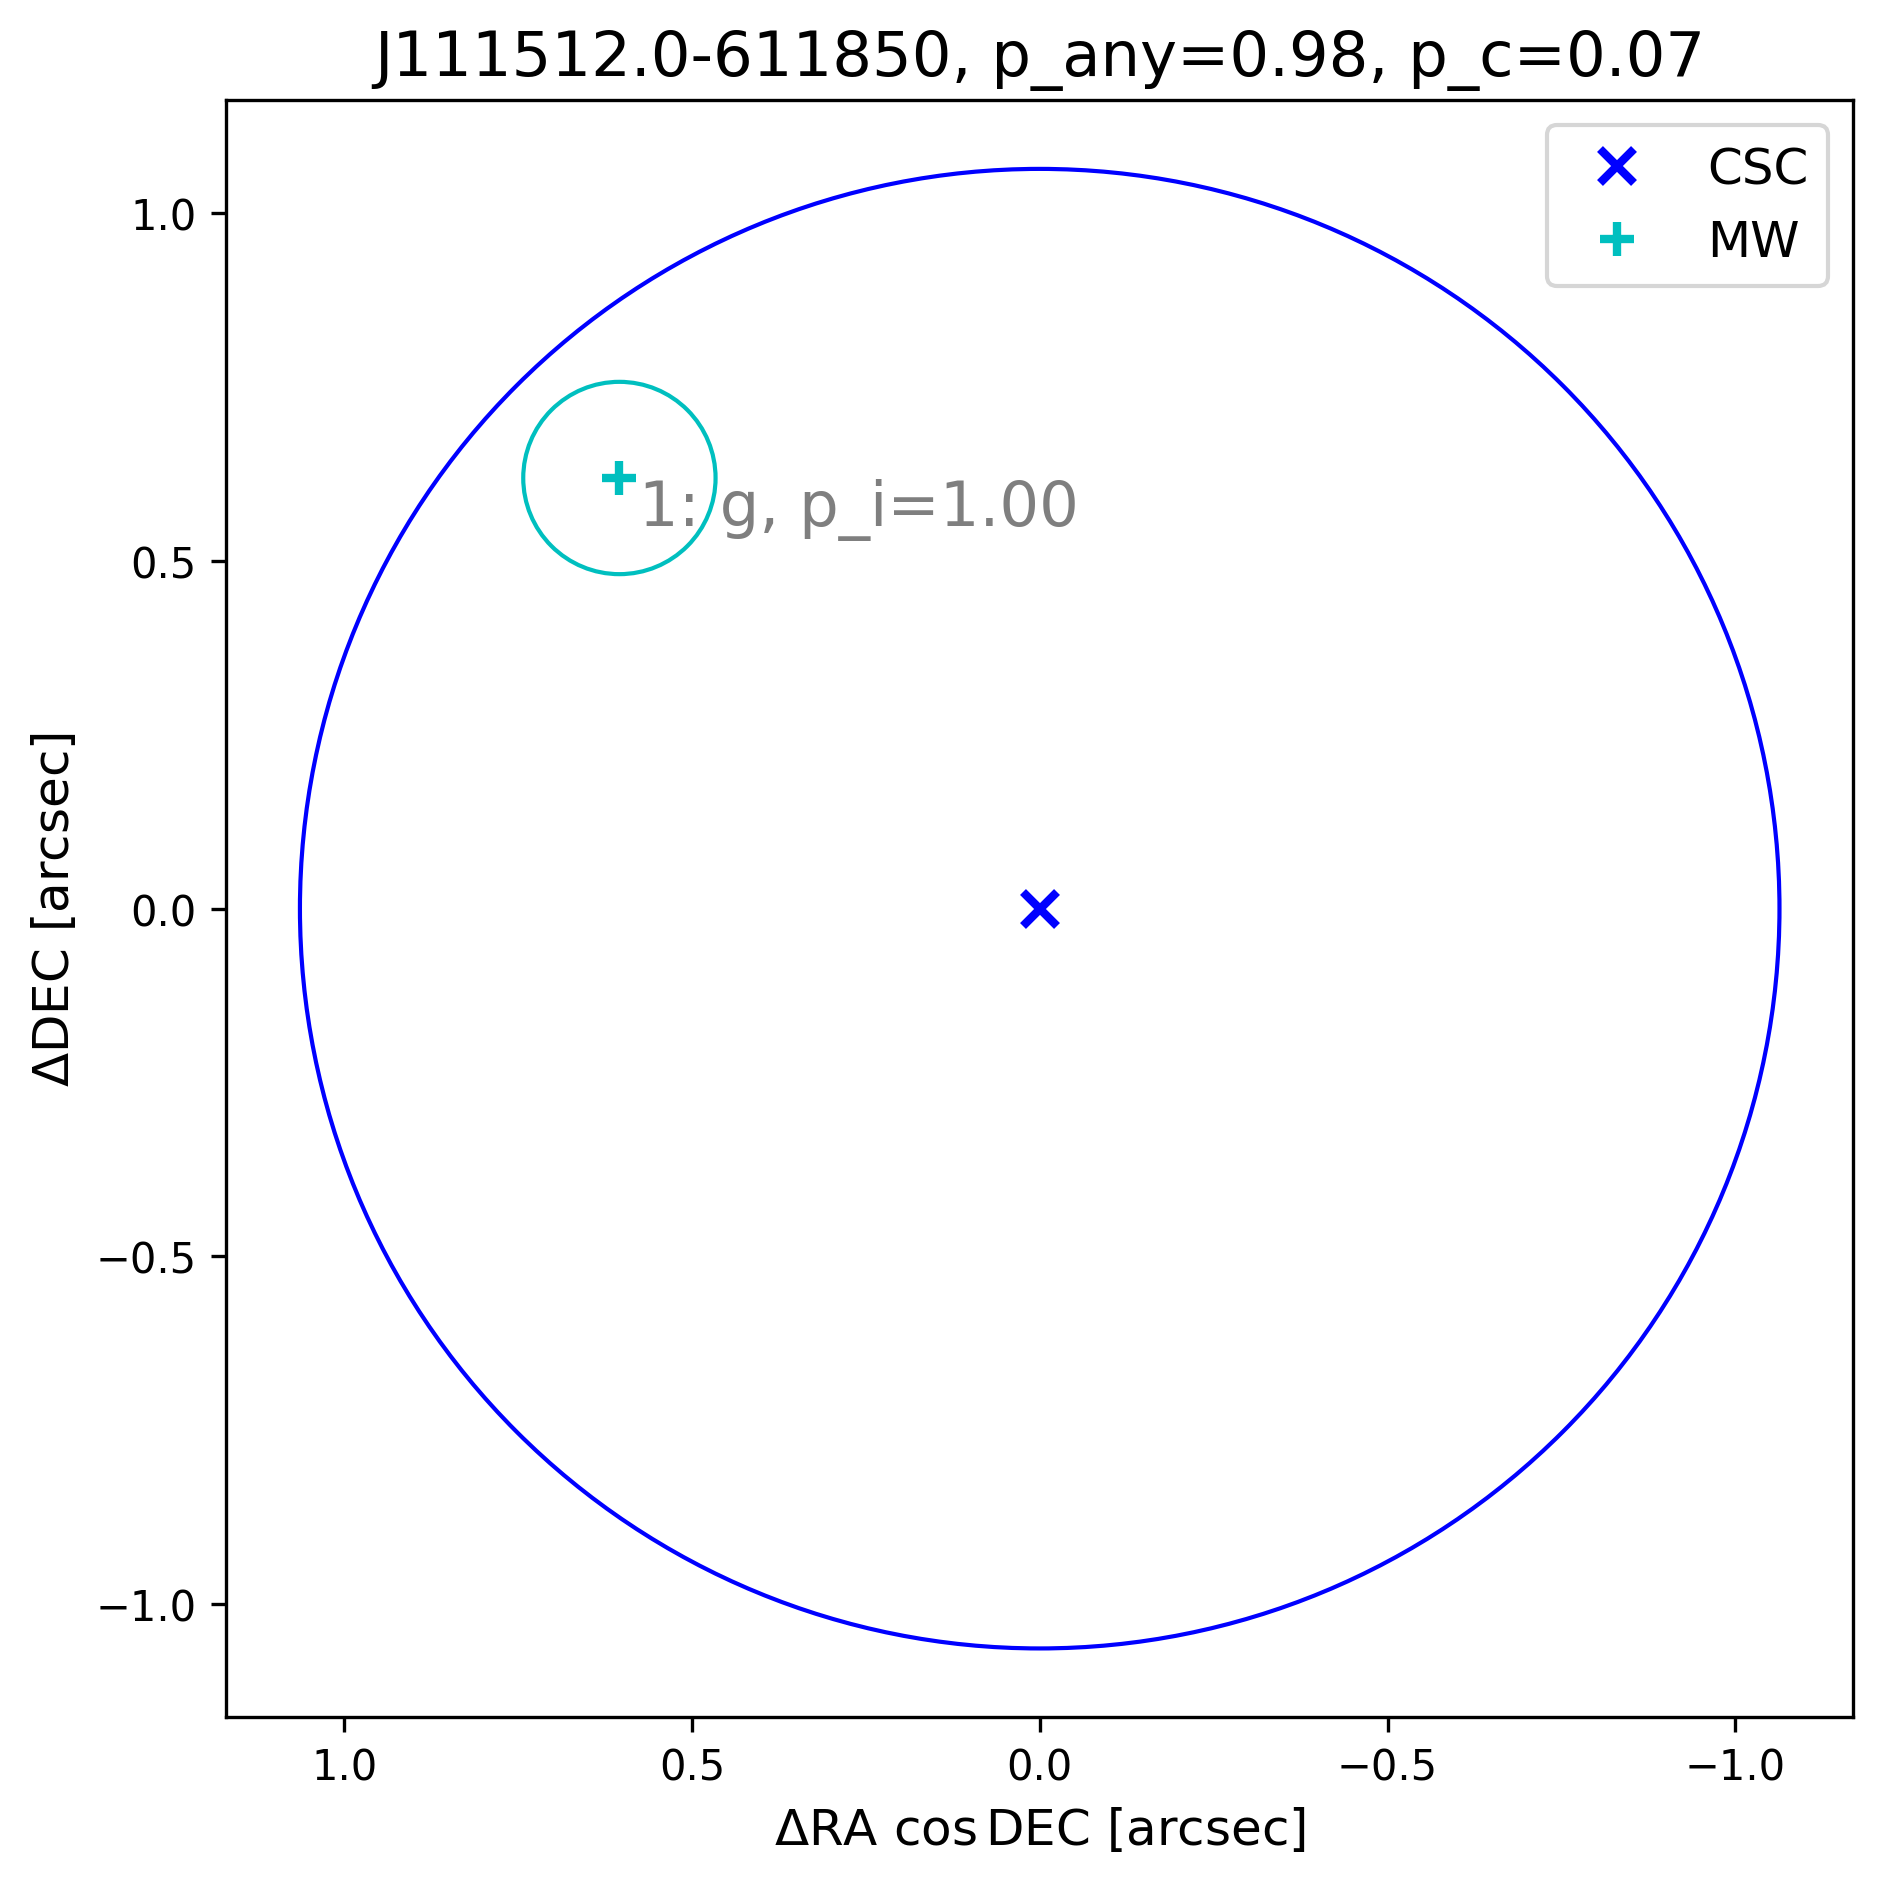 J111512.0-611850, p_any=0.98, p_c=0.07
CSC
MW
1: g, p_i=1.00
1.0
0.5
0.0
−0.5
−1.0
ΔDEC [arcsec]
1.0 0.5 0.0 −0.5 −1.0
ΔRA cos DEC [arcsec]